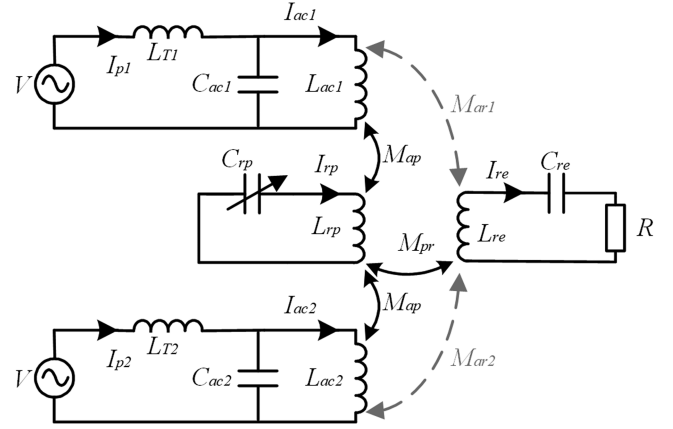 I_ac1
V
I_p1
L_T1
C_ac1
L_ac1
M_ar1
M_ap
C_rp
I_rp
L_rp
I_re
C_re
M_pr
L_re
R
M_ap
I_ac2
V
I_p2
L_T2
C_ac2
L_ac2
M_ar2